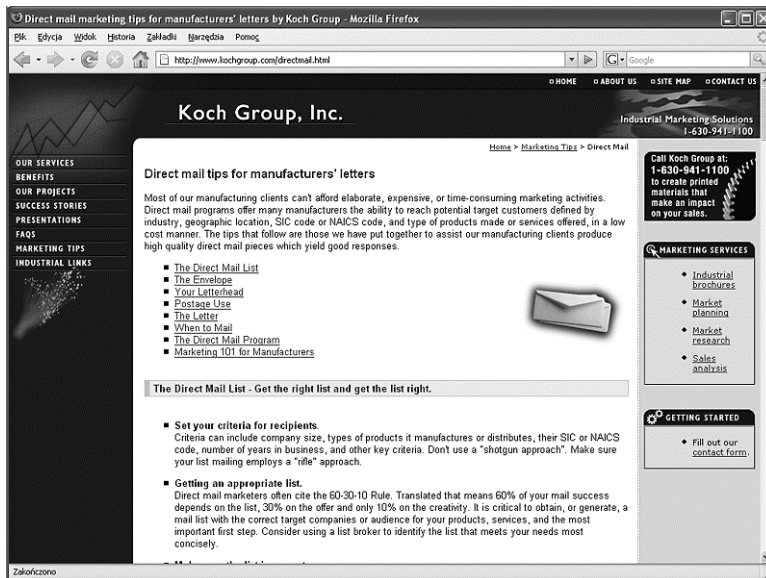 Direct mail marketing tips for manufacturers' letters by Koch Group - Mozilla Firefox
Plik Edycja Widok Historia Zakładki Narzędzia Pomoc
http://www.kochgroup.com/directmail.html
Google
HOME ABOUT US SITE MAP CONTACT US
Koch Group, Inc.
Industrial Marketing Solutions
1-630-941-1100
OUR SERVICES
BENEFITS
OUR PROJECTS
SUCCESS STORIES
PRESENTATIONS
FAQS
MARKETING TIPS
INDUSTRIAL LINKS
Home > Marketing Tips > Direct Mail
Direct mail tips for manufacturers' letters
Most of our manufacturing clients can't afford elaborate, expensive, or time-consuming marketing activities.
Direct mail programs offer many manufacturers the ability to reach potential target customers defined by
industry, geographic location, SIC code or NAICS code, and type of products made or services offered, in a low
cost manner. The tips that follow are those we have put together to assist our manufacturing clients produce
high quality direct mail pieces which yield good responses.
The Direct Mail List
The Envelope
Your Letterhead
Postage Use
The Letter
When to Mail
The Direct Mail Program
Marketing 101 for Manufacturers
The Direct Mail List - Get the right list and get the list right.
Set your criteria for recipients.
Criteria can include company size, types of products it manufactures or distributes, their SIC or NAICS
code, number of years in business, and other key criteria. Don't use a "shotgun approach". Make sure
your list mailing employs a "rifle" approach.
Getting an appropriate list.
Direct mail marketers often cite the 60-30-10 Rule. Translated that means 60% of your mail success
depends on the list, 30% on the offer and only 10% on the creativity. It is critical to obtain, or generate, a
mail list with the correct target companies or audience for your products, services, and the most
important first step. Consider using a list broker to identify the list that meets your needs most
concisely.
Call Koch Group at:
1-630-941-1100
to create printed
materials that
make an impact
on your sales.
MARKETING SERVICES
Industrial
brochures
Market
planning
Market
research
Sales
analysis
GETTING STARTED
Fill out our
contact form.
Zakończono